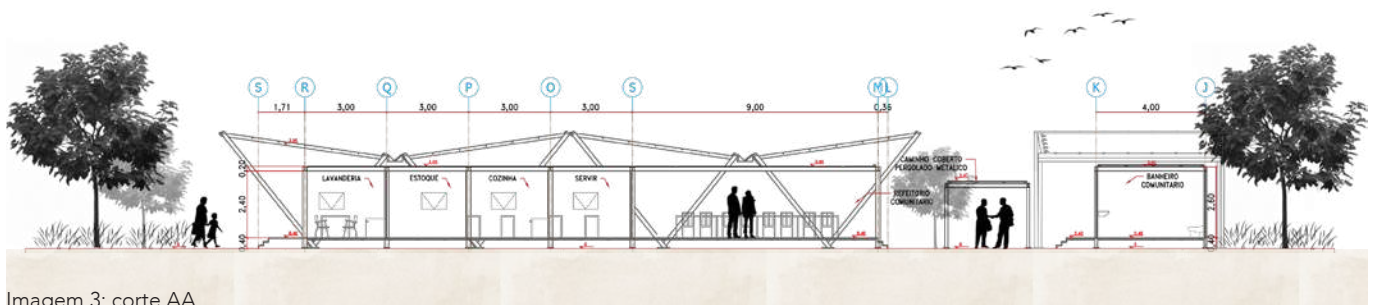 S R Q P O S M L K J
1,71 3,00 3,00 3,00 3,00 9,00 0,36 4,00
0,20
2,40
0,40
LAVANDERIA ESTOQUE COZINHA SERVIR
REFEITÓRIO
COMUNITÁRIO
CAMINHO COBERTO
PERGOLADO METÁLICO
BANHEIRO
COMUNITÁRIO
2,60
Imagem 3: corte AA